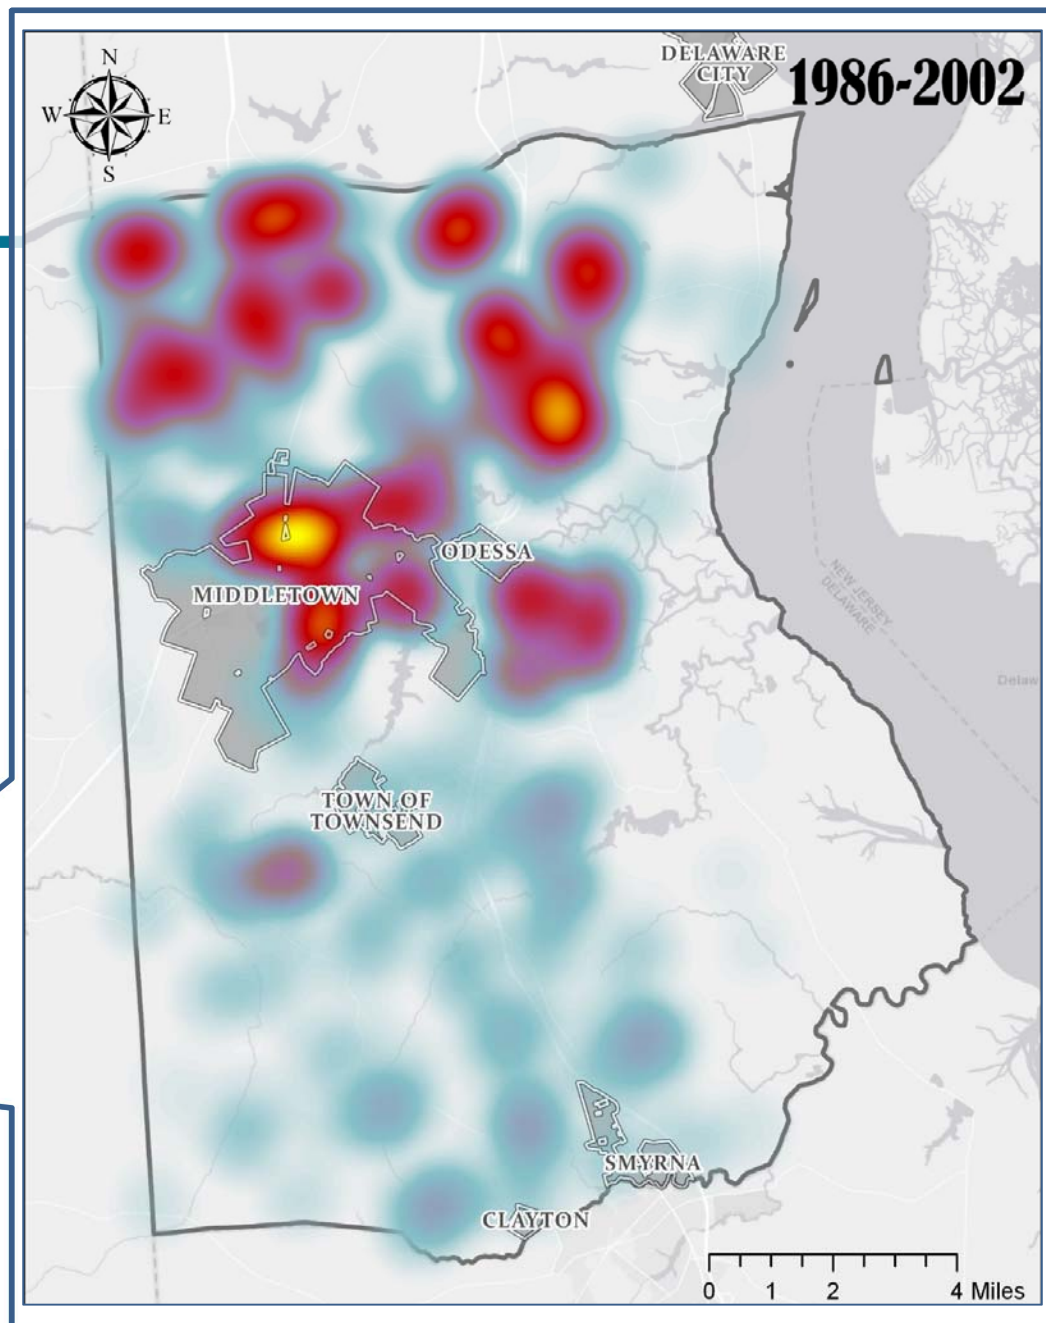 DELAWARE
CITY
1986-2002
N
W E
S
ODESSA
MIDDLETOWN
NEW JERSEY
DELAWARE
Delaw
TOWN OF
TOWNSEND
SMYRNA
CLAYTON
0 1 2 4 Miles